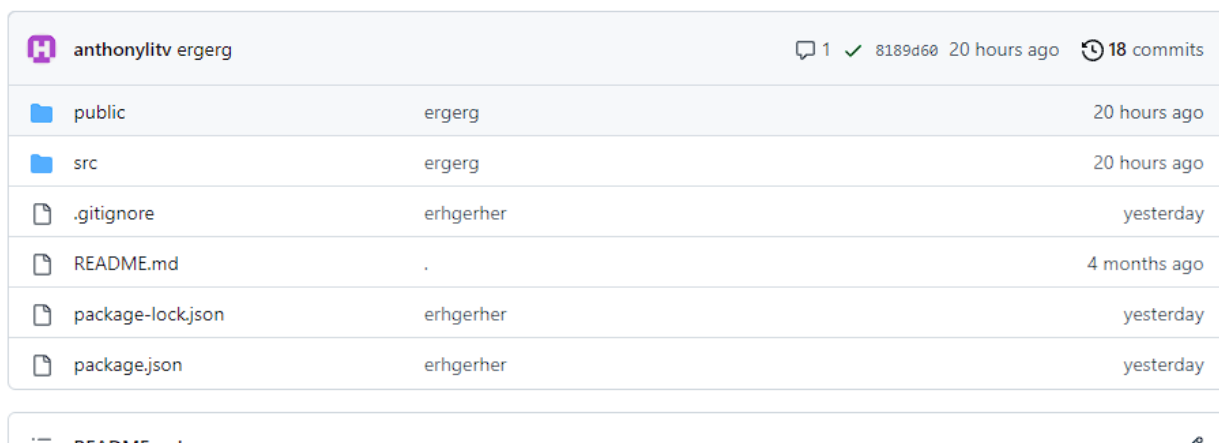 anthonylitv ergerg 1 8189d60 20 hours ago 18 commits
public ergerg 20 hours ago
src ergerg 20 hours ago
.gitignore erhgerher yesterday
README.md . 4 months ago
package-lock.json erhgerher yesterday
package.json erhgerher yesterday